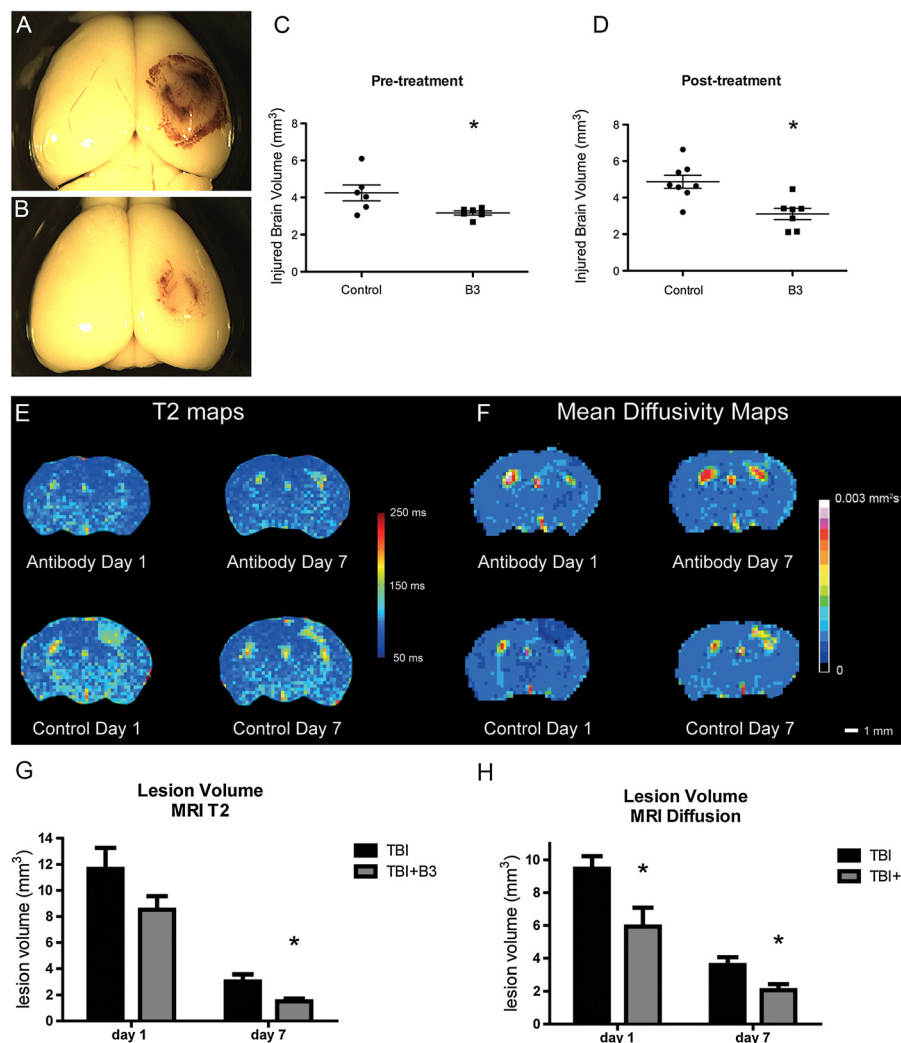 A
B
C
Pre-treatment
Injured Brain Volume (mm³)
8
6
4
2
0
*
Control
B3
D
Post-treatment
Injured Brain Volume (mm³)
8
6
4
2
0
*
Control
B3
E
T2 maps
Antibody Day 1
Antibody Day 7
Control Day 1
Control Day 7
250 ms
150 ms
50 ms
F
Mean Diffusivity Maps
Antibody Day 1
Antibody Day 7
Control Day 1
Control Day 7
0.003 mm²s⁻
0
1 mm
G
Lesion Volume
MRI T2
lesion volume (mm³)
14
12
10
8
6
4
2
0
*
day 1
day 7
TBI
TBI+B3
H
Lesion Volume
MRI Diffusion
lesion volume (mm³)
10
8
6
4
2
0
*
*
day 1
day 7
TBI
TBI+